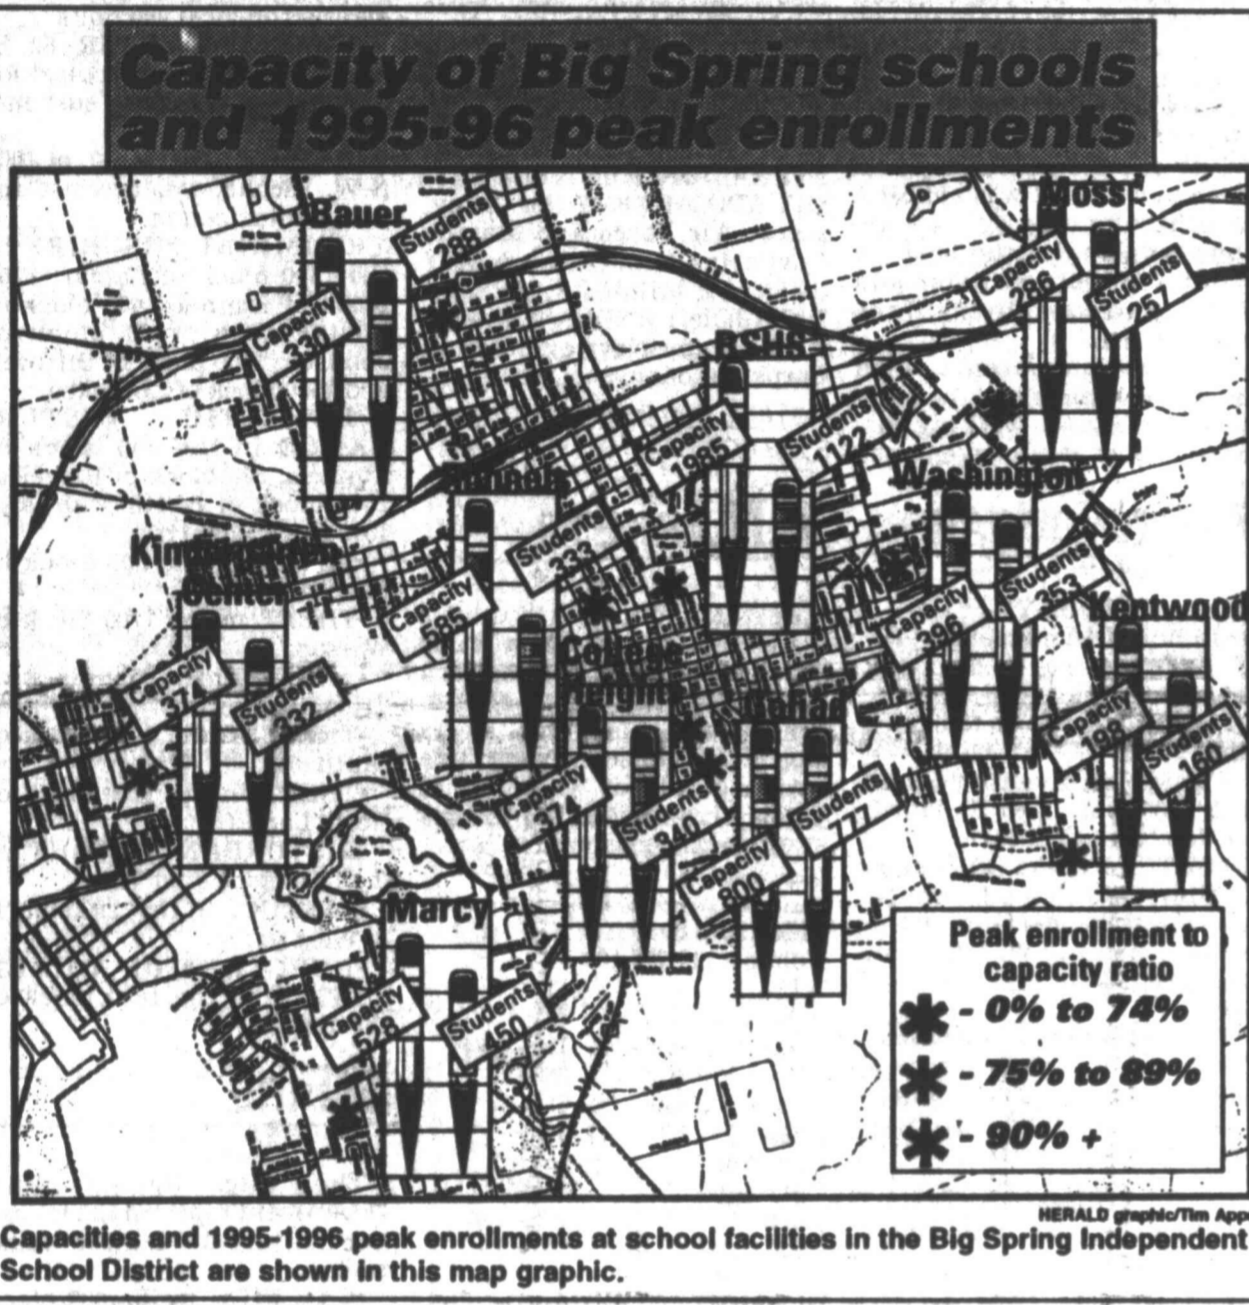 Capacity of Big Spring schools
and 1995-96 peak enrollments
Bauer
Capacity
330
Students
288
Moss
Capacity
286
Students
257
BSHS
Capacity
1985
Students
1122
Capacity
585
Students
333
Washington
Capacity
396
Students
353
Kindergarten
Center
Capacity
374
Students
332
Kentwood
Capacity
198
Students
160
College
Heights
Capacity
374
Students
340
Capacity
800
Students
777
Marcy
Capacity
528
Students
450
Peak enrollment to
capacity ratio
* - 0% to 74%
* - 75% to 89%
* - 90% +
HERALD graphic/Tim App
Capacities and 1995-1996 peak enrollments at school facilities in the Big Spring Independent
School District are shown in this map graphic.